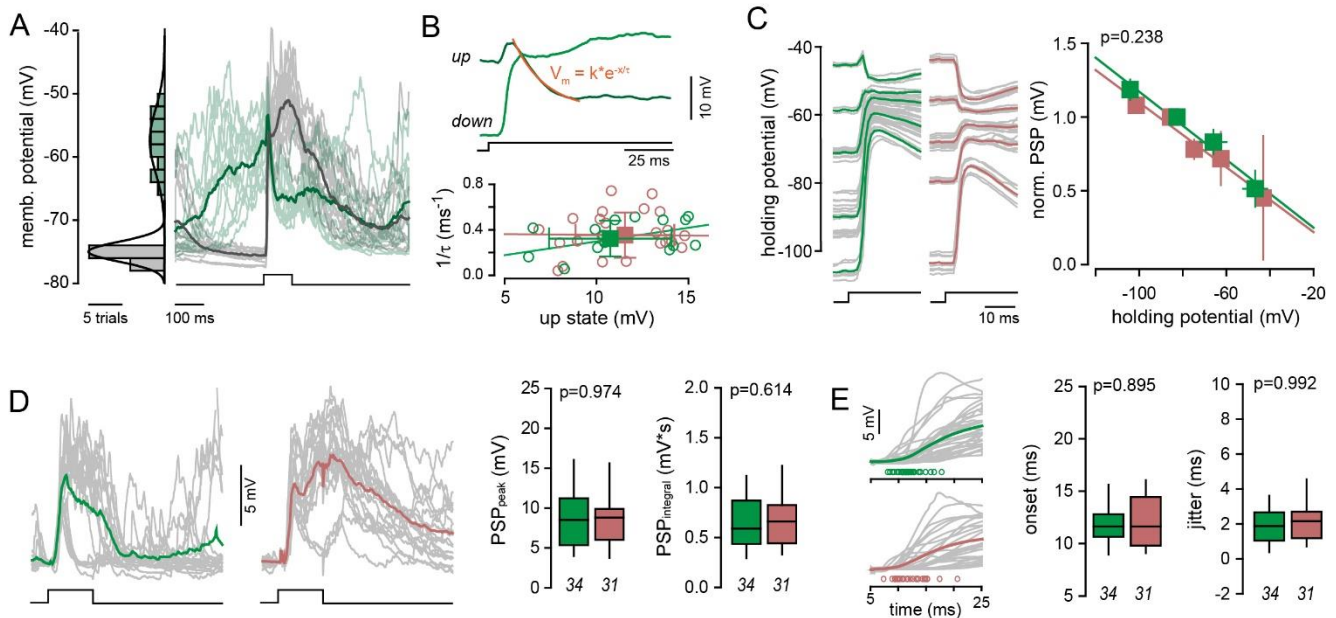 A
memb. potential (mV)
-40
-50
-60
-70
-80
5 trials
100 ms
B
up
down
V_m = k*e^-x/τ
10 mV
25 ms
1/τ (ms⁻¹)
0.8
0.4
0.0
5
10
15
up state (mV)
C
holding potential (mV)
-40
-60
-80
-100
10 ms
p=0.238
norm. PSP (mV)
1.5
1.0
0.5
0.0
-100
-60
-20
holding potential (mV)
D
5 mV
p=0.974
PSP_peak (mV)
25
20
15
10
5
0
34
31
p=0.614
PSP_integral (mV*s)
2.0
1.5
1.0
0.5
0.0
34
31
E
5 mV
5
25
time (ms)
p=0.895
onset (ms)
25
20
15
10
5
34
31
p=0.992
jitter (ms)
10
8
6
4
2
0
-2
34
31